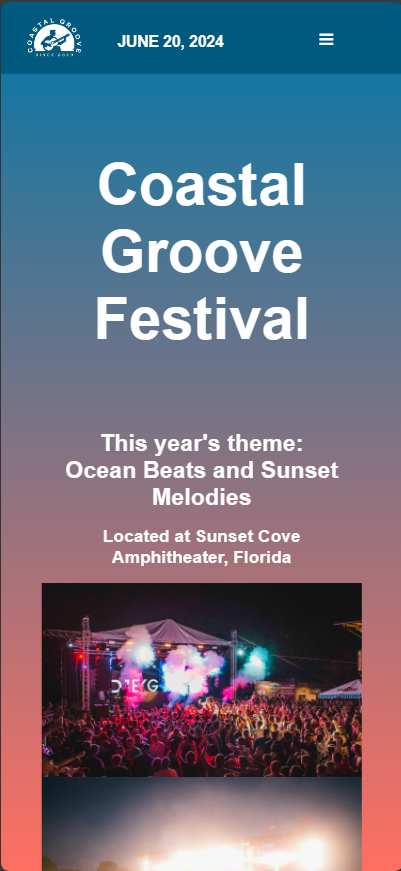 COASTAL GROOVE
SINCE 2023
JUNE 20, 2024
Coastal
Groove
Festival
This year's theme:
Ocean Beats and Sunset
Melodies
Located at Sunset Cove
Amphitheater, Florida